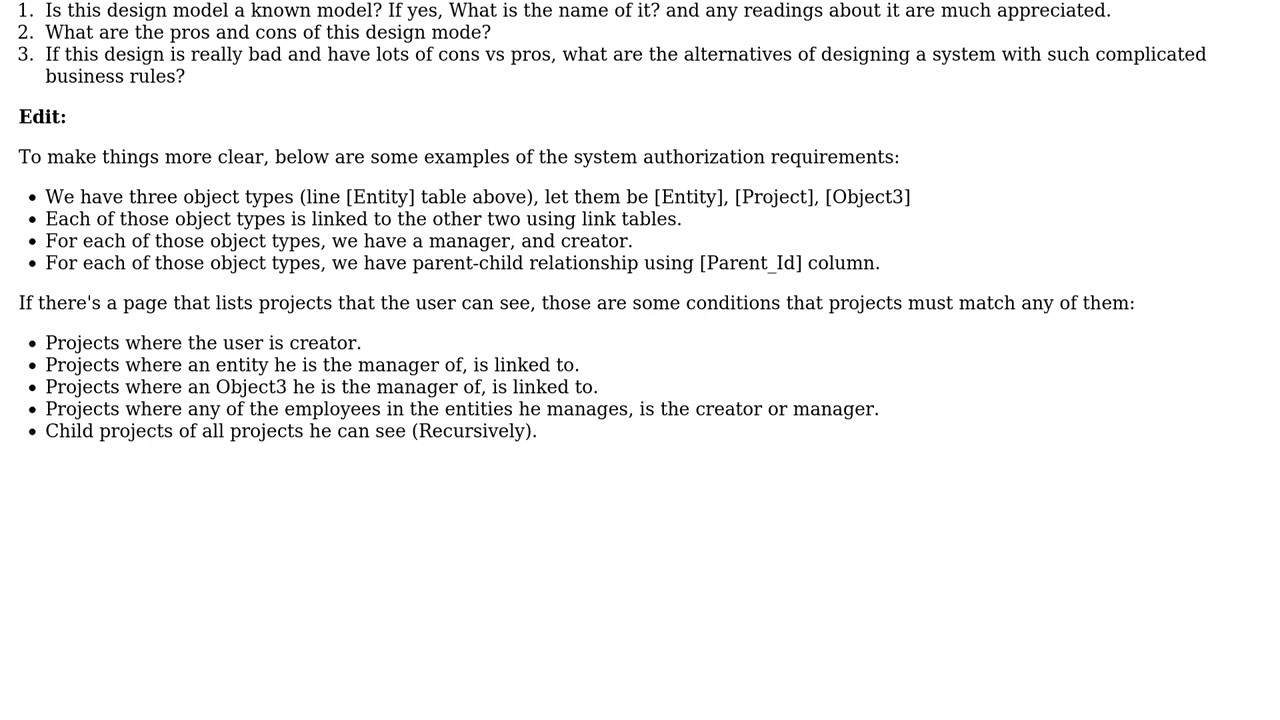 1. Is this design model a known model? If yes, What is the name of it? and any readings about it are much appreciated.
2. What are the pros and cons of this design mode?
3. If this design is really bad and have lots of cons vs pros, what are the alternatives of designing a system with such complicated
business rules?
Edit:
To make things more clear, below are some examples of the system authorization requirements:
• We have three object types (line [Entity] table above), let them be [Entity], [Project], [Object3]
• Each of those object types is linked to the other two using link tables.
• For each of those object types, we have a manager, and creator.
• For each of those object types, we have parent-child relationship using [Parent_Id] column.
If there's a page that lists projects that the user can see, those are some conditions that projects must match any of them:
• Projects where the user is creator.
• Projects where an entity he is the manager of, is linked to.
• Projects where an Object3 he is the manager of, is linked to.
• Projects where any of the employees in the entities he manages, is the creator or manager.
• Child projects of all projects he can see (Recursively).